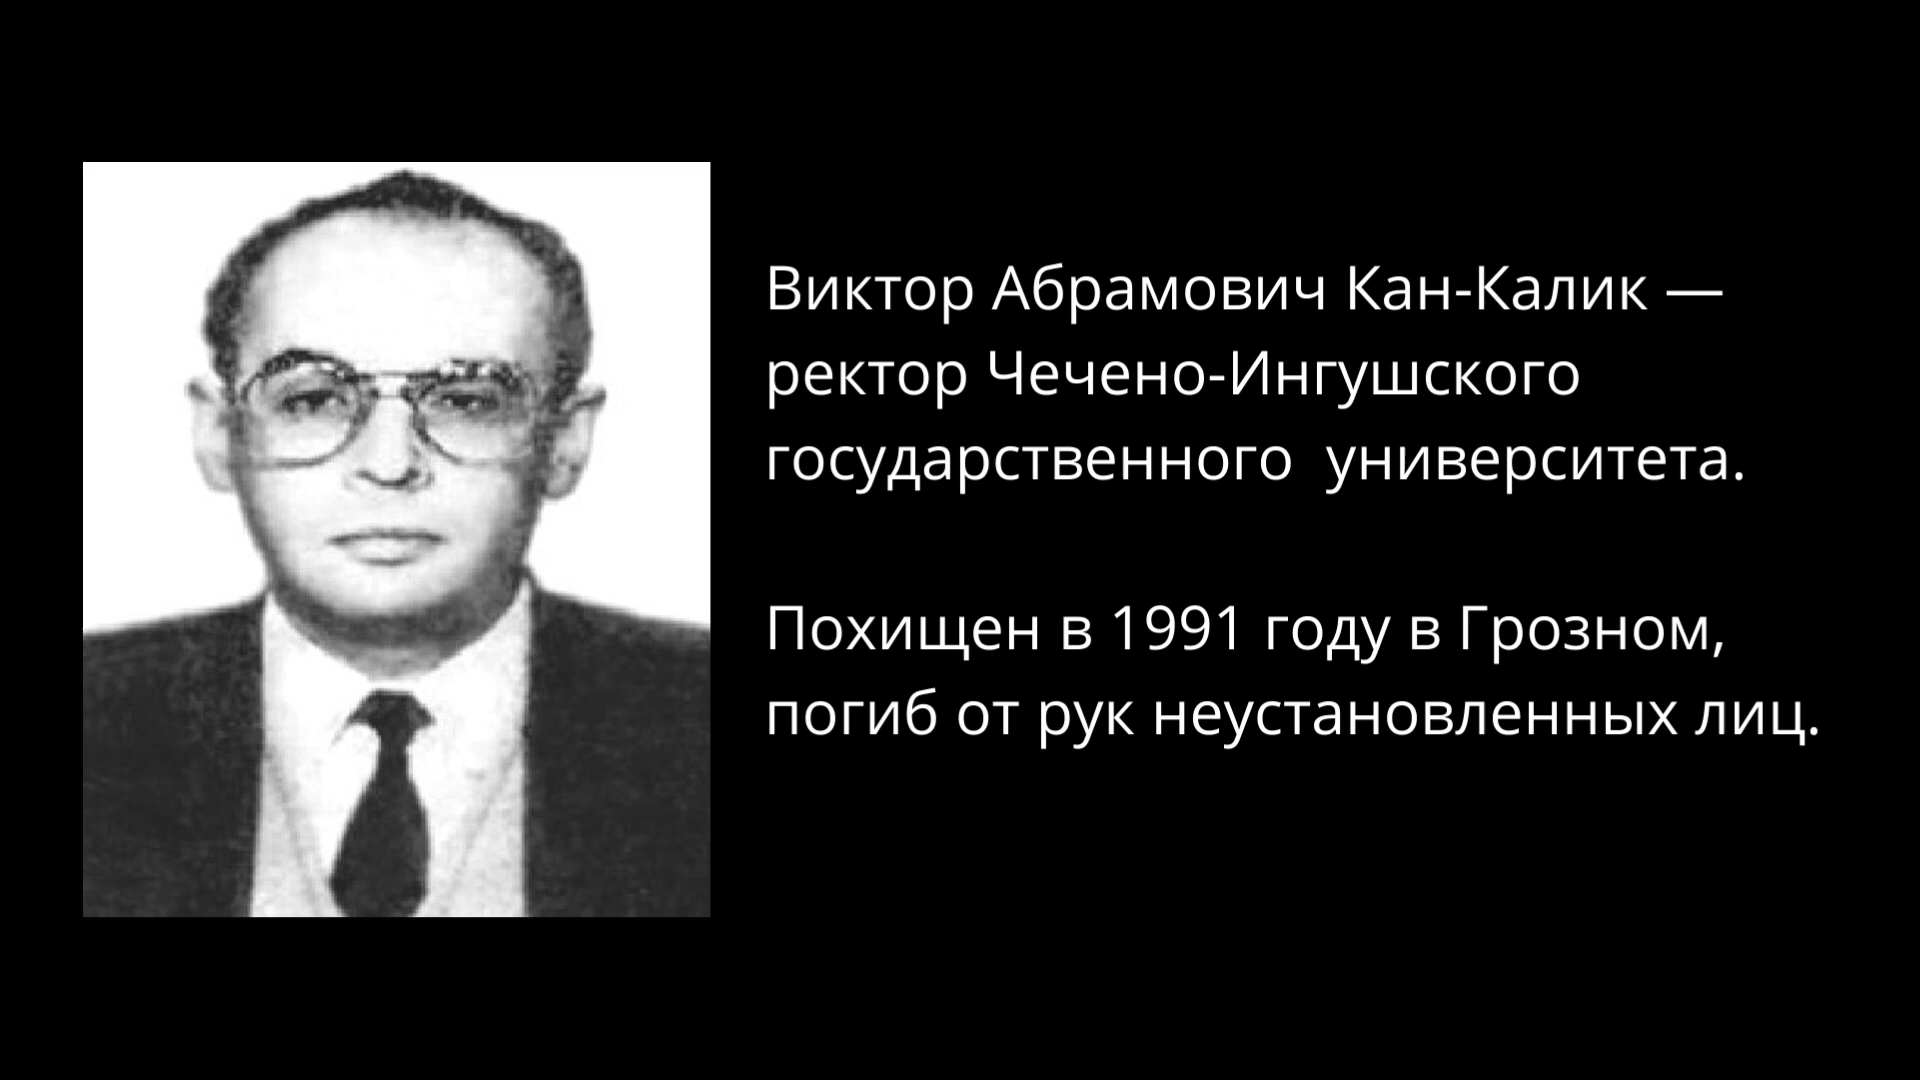 Виктор Абрамович Кан-Калик —
ректор Чечено-Ингушского
государственного  университета.
Похищен в 1991 году в Грозном,
погиб от рук неустановленных лиц.